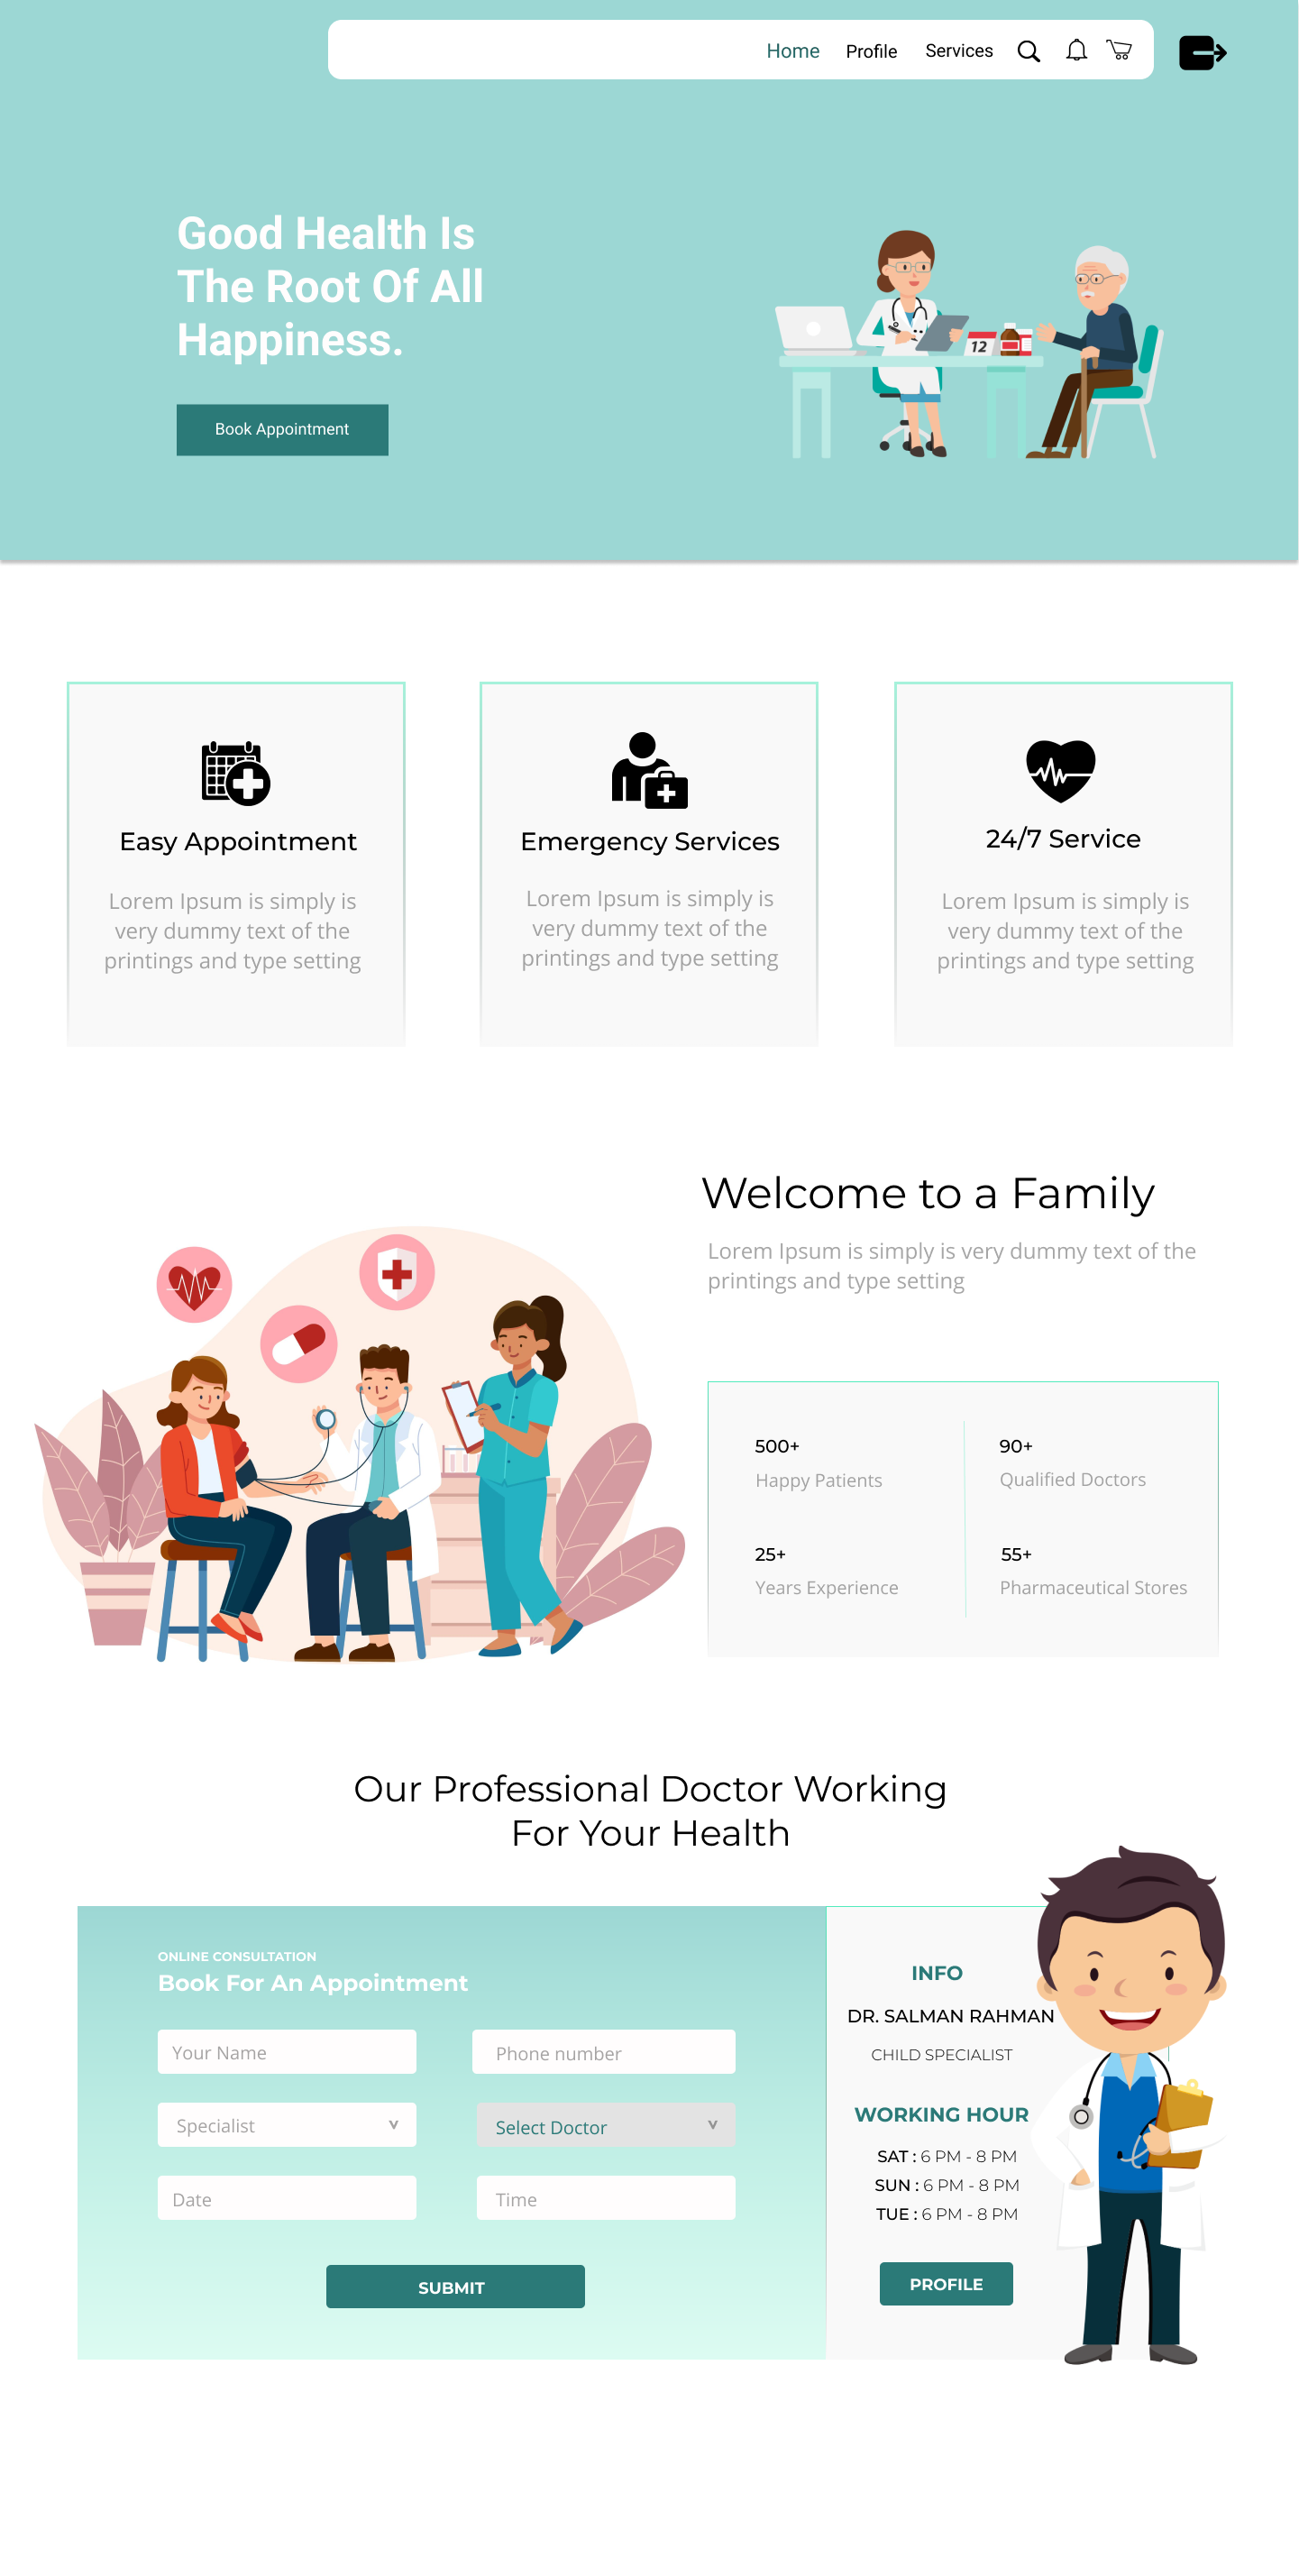 Home Profile Services
Good Health Is
The Root Of All
Happiness.
12
Book Appointment
Easy Appointment
Lorem Ipsum is simply is
very dummy text of the
printings and type setting
Emergency Services
Lorem Ipsum is simply is
very dummy text of the
printings and type setting
24/7 Service
Lorem Ipsum is simply is
very dummy text of the
printings and type setting
Welcome to a Family
Lorem Ipsum is simply is very dummy text of the
printings and type setting
500+
Happy Patients
90+
Qualified Doctors
25+
Years Experience
55+
Pharmaceutical Stores
Our Professional Doctor Working
For Your Health
ONLINE CONSULTATION
Book For An Appointment
Your Name
Phone number
Specialist
Select Doctor
Date
Time
SUBMIT
INFO
DR. SALMAN RAHMAN
CHILD SPECIALIST
WORKING HOUR
SAT : 6 PM - 8 PM
SUN : 6 PM - 8 PM
TUE : 6 PM - 8 PM
PROFILE